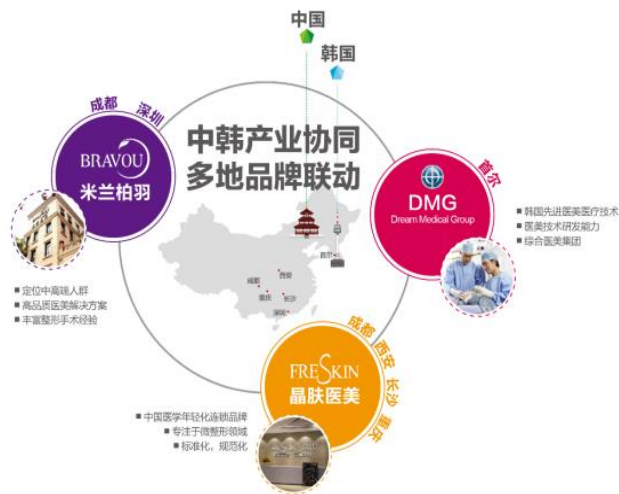 中国
韩国
成都 深圳
BRAVOU
米兰柏羽
中韩产业协同
多地品牌联动
首尔
DMG
Dream Medical Group
■ 韩国先进医美医疗技术
■ 医美技术研发能力
■ 综合医美集团
■ 定位中高端人群
■ 高品质医美解决方案
■ 丰富整形手术经验
首尔
西安
成都
重庆
长沙
深圳
成都 西安 长沙 重庆
FRESKIN
晶肤医美
■ 中国医学年轻化连锁品牌
■ 专注于微整形领域
■ 标准化，规范化